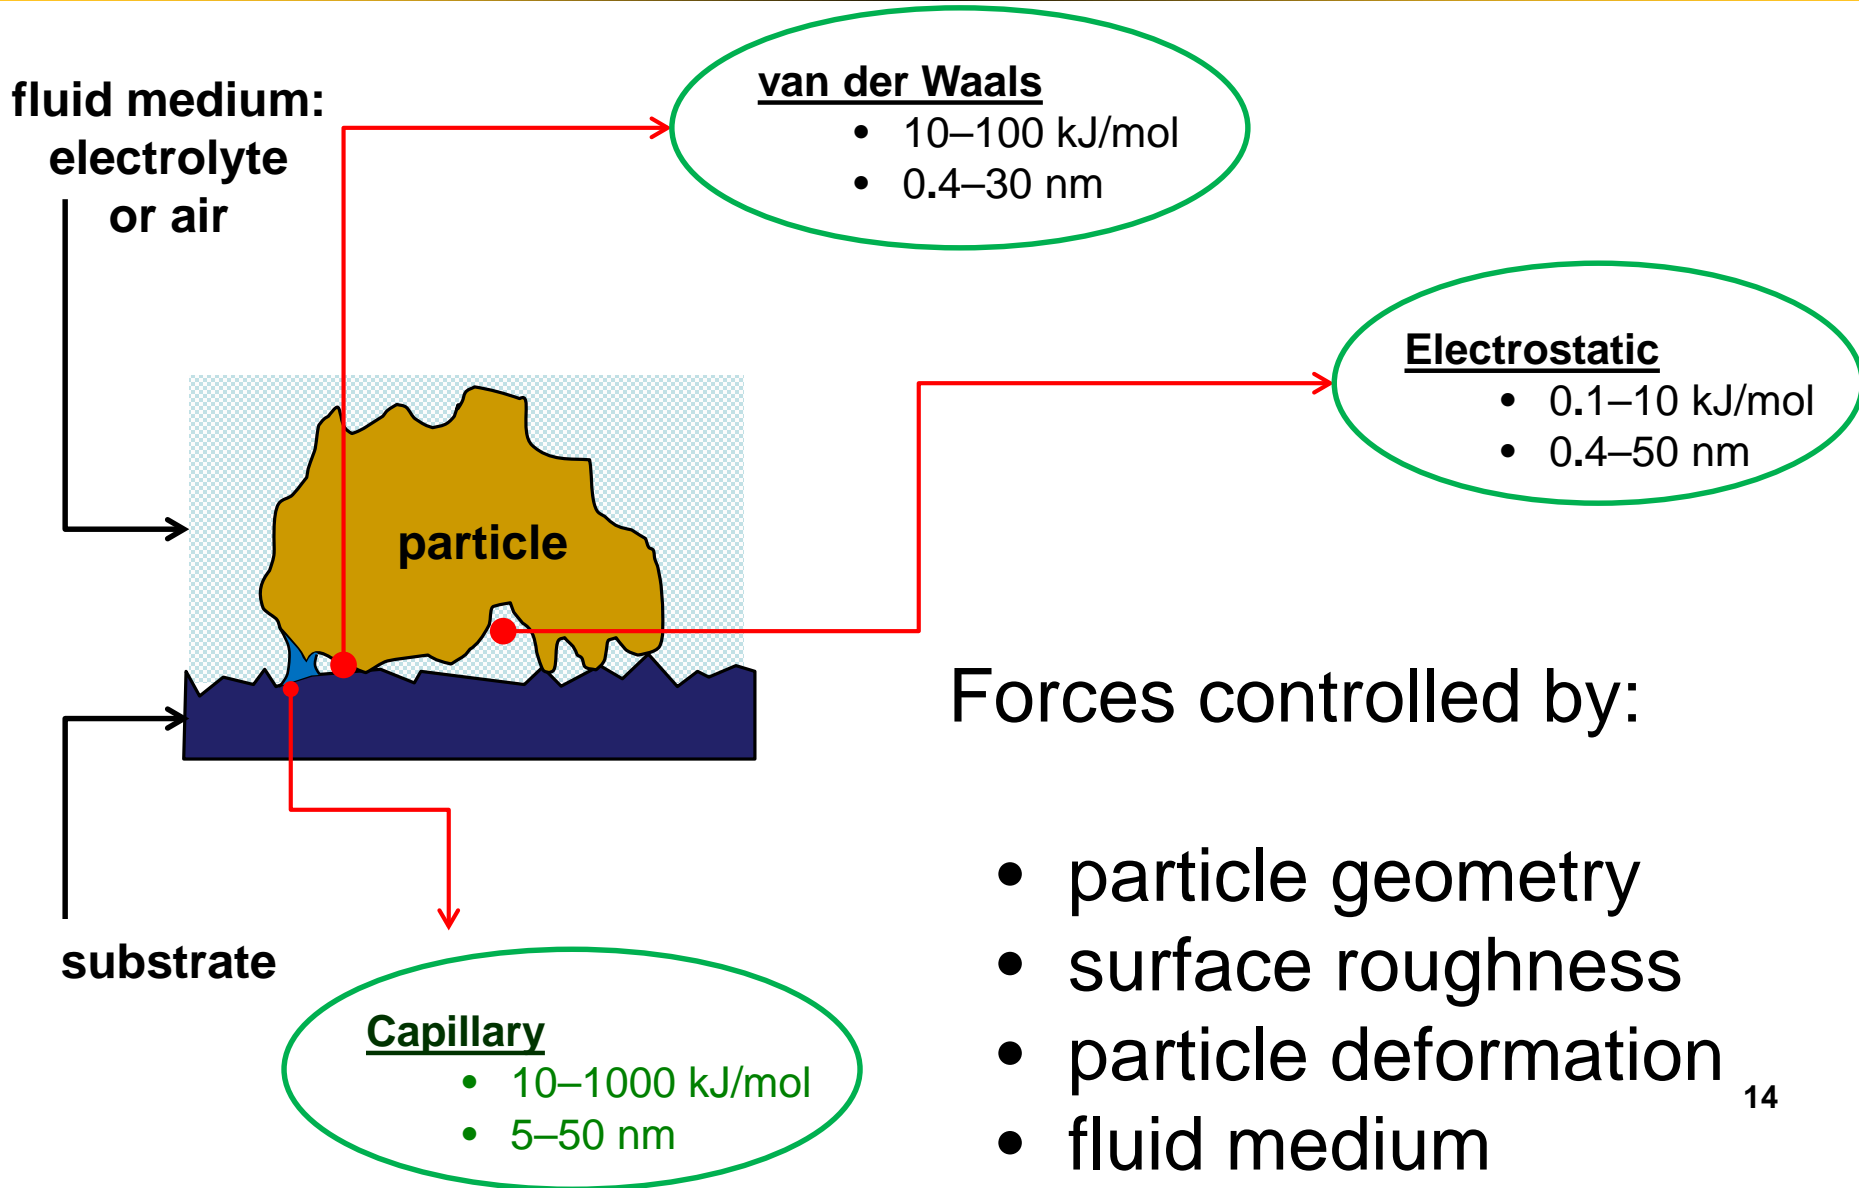 fluid medium:
electrolyte
or air
van der Waals
• 10–100 kJ/mol
• 0.4–30 nm
Electrostatic
• 0.1–10 kJ/mol
• 0.4–50 nm
particle
substrate
Capillary
• 10–1000 kJ/mol
• 5–50 nm
Forces controlled by:
• particle geometry
• surface roughness
• particle deformation
• fluid medium
14